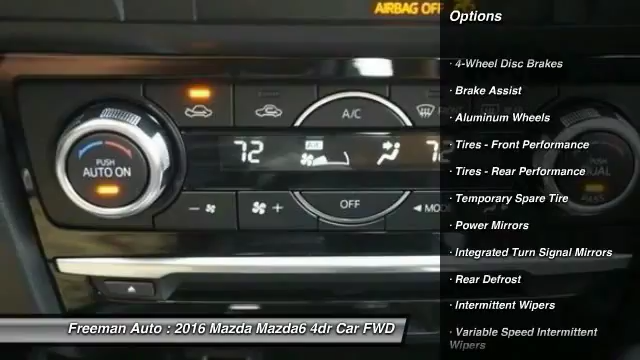 AIRBAG OFF
Options
· 4-Wheel Disc Brakes
· Brake Assist
· Aluminum Wheels
· Tires - Front Performance
· Tires - Rear Performance
· Temporary Spare Tire
· Power Mirrors
· Integrated Turn Signal Mirrors
· Rear Defrost
· Intermittent Wipers
· Variable Speed Intermittent
Wipers
A/C
FRONT
PUSH
AUTO ON
72
OFF
MODE
Freeman Auto : 2016 Mazda Mazda6 4dr Car FWD